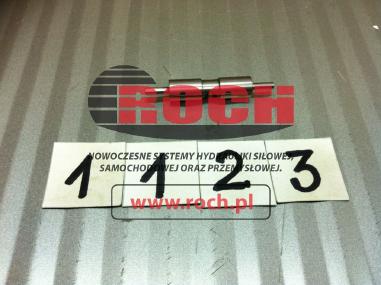 ROCH
NOWOCZESNE SYSTEMY HYDRAULIKI SIŁOWEJ,
SAMOCHODOWEJ ORAZ PRZEMYSŁOWEJ.
1 1 2 3
www.roch.pl